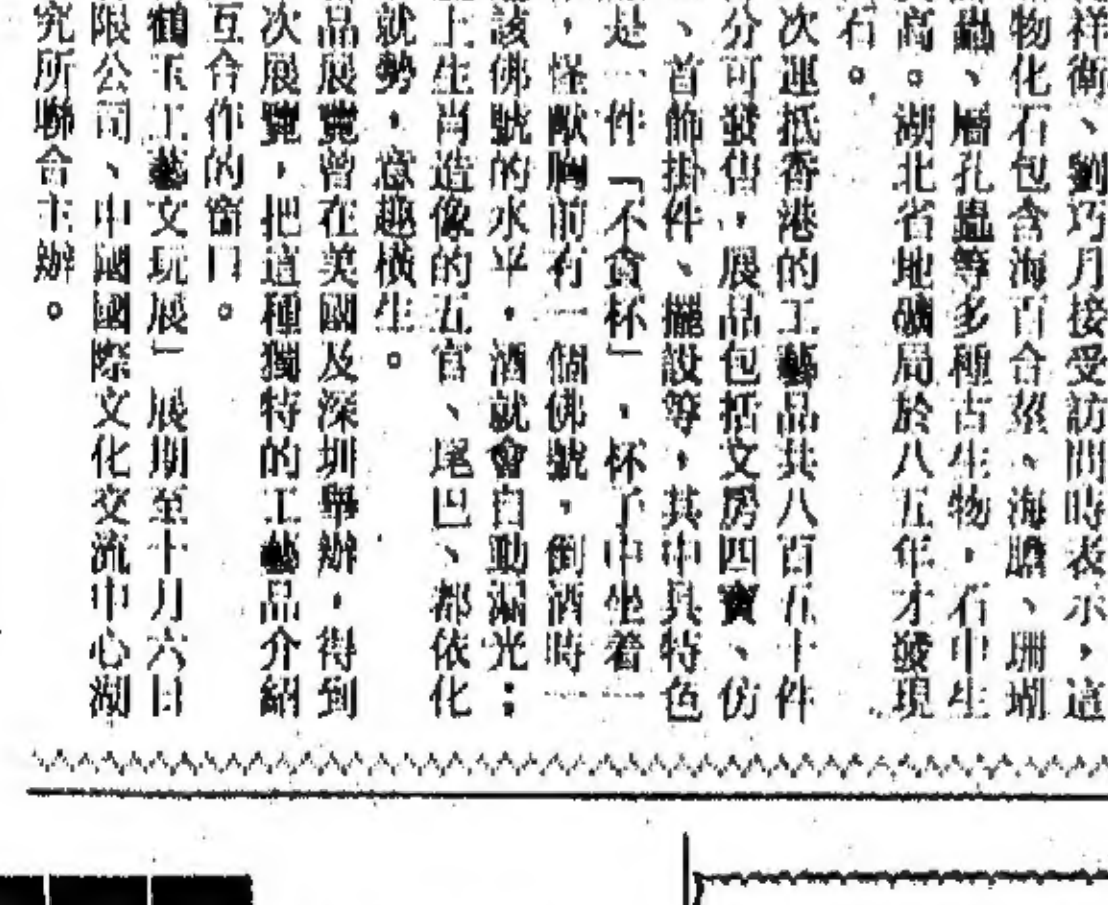 祥衛、劉巧月接受訪問時表示，這
物化石包含海百合莖、海膽、珊瑚
蟲、層孔蟲等多種古生物，石中生
高。湖北省地礦局於八五年才發現
石。
次運抵香港的工藝品共八百五十件
分可發售，展品包括文房四寶、仿
、首飾掛件、擺設等，其中具特色
是一件「不貪杯」，杯子中坐着一
，怪獸胸前有一個佛號，倒酒時
該佛號的水平，酒就會自動漏光；
上生肖造像的五官、尾巴、都依化
就勢，意趣橫生。
品展覽曾在美國及深圳舉辦，得到
次展覽，把這種獨特的工藝品介紹
互合作的窗口。
鶴玉工藝文玩展」展期至十月六日
限公司、中國國際文化交流中心湖
究所聯合主辦。